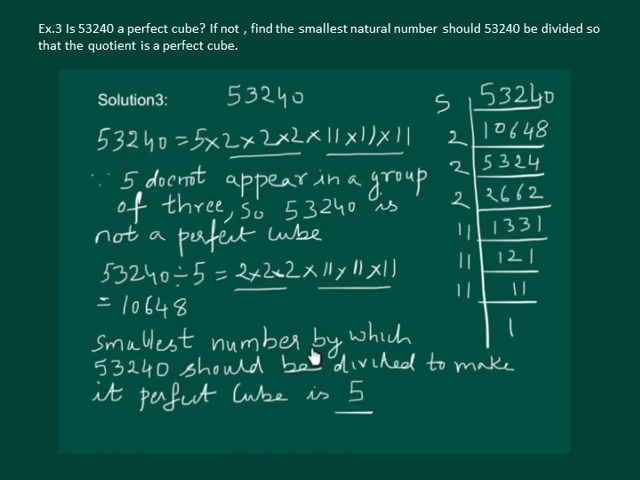 Ex.3 Is 53240 a perfect cube? If not , find the smallest natural number should 53240 be divided so
that the quotient is a perfect cube.
Solution3: 53240
53240 = 5×2×2×2×11×11×11
∵ 5 doenot appear in a group
of three, so 53240 is
not a perfect cube
53240 ÷ 5 = 2×2×2×11×11×11
= 10648
smallest number by which
53240 should be divided to make
it perfect cube is 5
5 53240
2 10648
2 5324
2 2662
11 1331
11 121
11 11
1